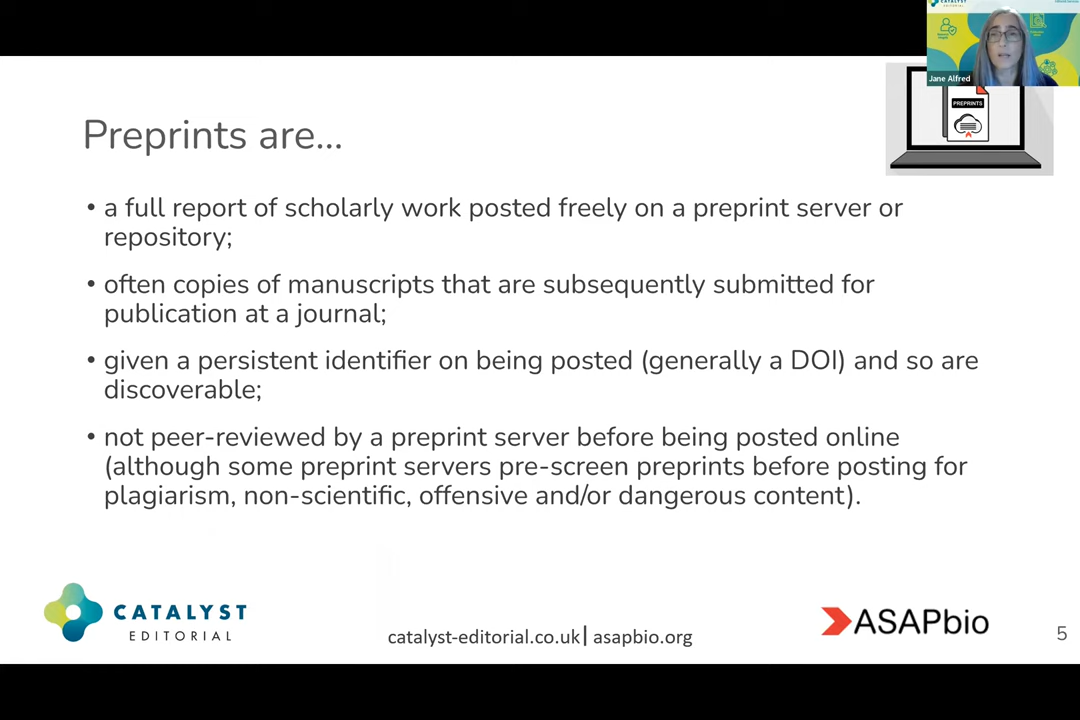 CATALYST
EDITORIAL
Jane Alfred
PREPRINTS
Preprints are...
• a full report of scholarly work posted freely on a preprint server or
repository;
• often copies of manuscripts that are subsequently submitted for
publication at a journal;
• given a persistent identifier on being posted (generally a DOI) and so are
discoverable;
• not peer-reviewed by a preprint server before being posted online
(although some preprint servers pre-screen preprints before posting for
plagiarism, non-scientific, offensive and/or dangerous content).
CATALYST
EDITORIAL
catalyst-editorial.co.uk| asapbio.org
ASAPbio
5